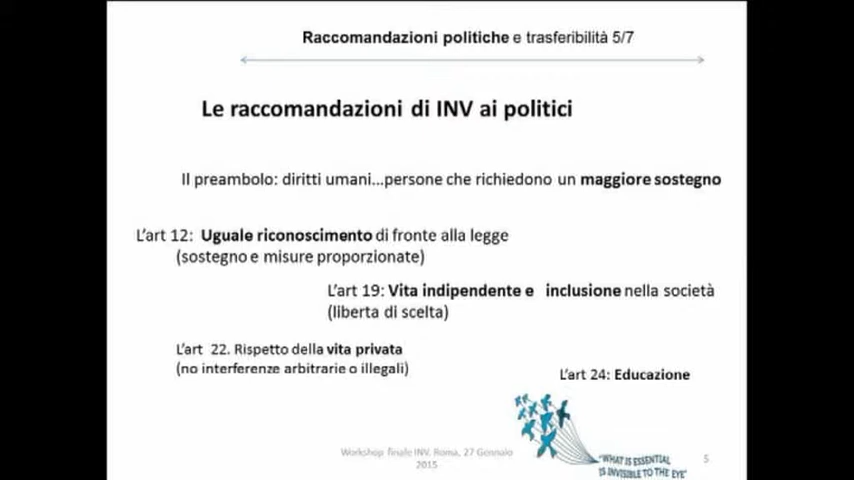 Raccomandazioni politiche e trasferibilità 5/7
Le raccomandazioni di INV ai politici
Il preambolo: diritti umani...persone che richiedono un maggiore sostegno
L'art 12: Uguale riconoscimento di fronte alla legge
(sostegno e misure proporzionate)
L'art 19: Vita indipendente e inclusione nella società
(liberta di scelta)
L'art 22. Rispetto della vita privata
(no interferenze arbitrarie o illegali)
L'art 24: Educazione
Workshop finale INV. Roma, 27 Gennaio
2015
"WHAT IS ESSENTIAL
IS INVISIBLE TO THE EYE"
5